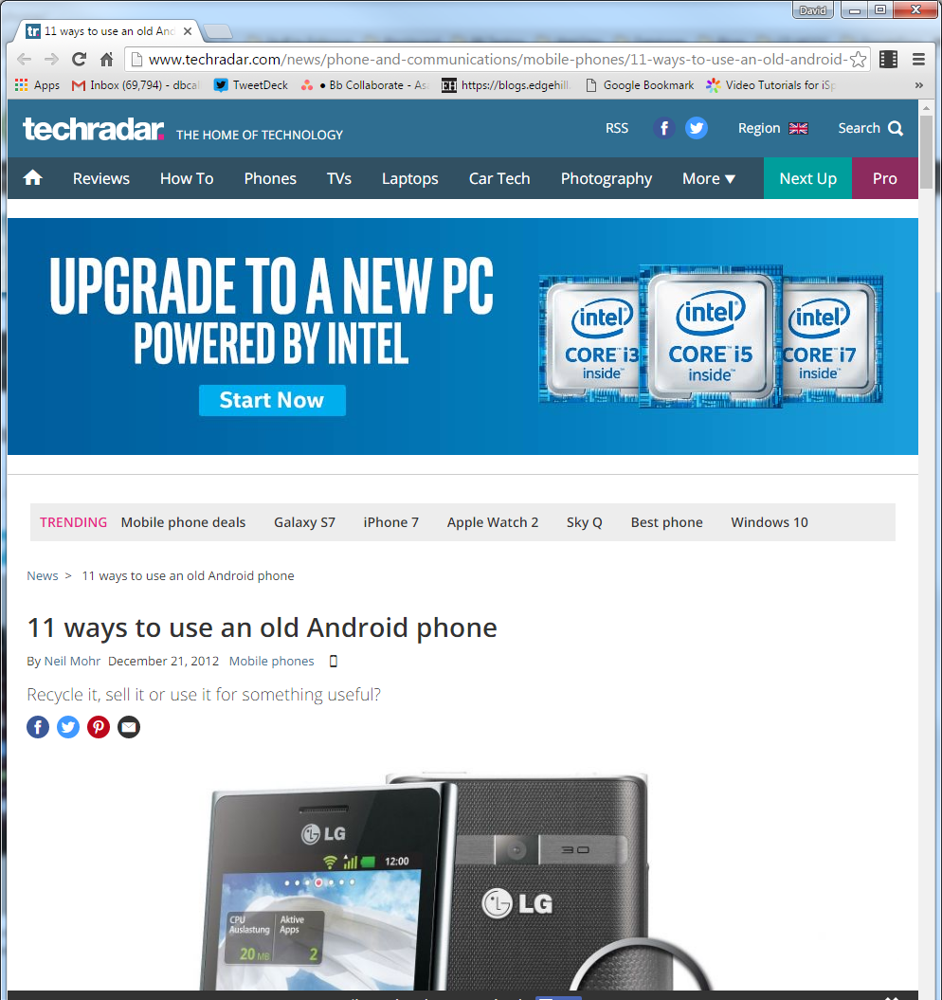 David
11 ways to use an old And
www.techradar.com/news/phone-and-communications/mobile-phones/11-ways-to-use-an-old-android-
Apps Inbox (69,794) - dbca TweetDeck • Bb Collaborate - As https://blogs.edgehill. Google Bookmark Video Tutorials for iSp »
techradar. THE HOME OF TECHNOLOGY RSS Region Search
Reviews How To Phones TVs Laptops Car Tech Photography More ▼ Next Up Pro
UPGRADE TO A NEW PC
POWERED BY INTEL
Start Now
intel® CORE™ i3 inside™
intel® CORE™ i5 inside™
intel® CORE™ i7 inside™
TRENDING Mobile phone deals Galaxy S7 iPhone 7 Apple Watch 2 Sky Q Best phone Windows 10
News > 11 ways to use an old Android phone
11 ways to use an old Android phone
By Neil Mohr December 21, 2012 Mobile phones
Recycle it, sell it or use it for something useful?
LG
12:00
CPU Auslastung
20 MB
Aktive Apps
2
3.0
LG